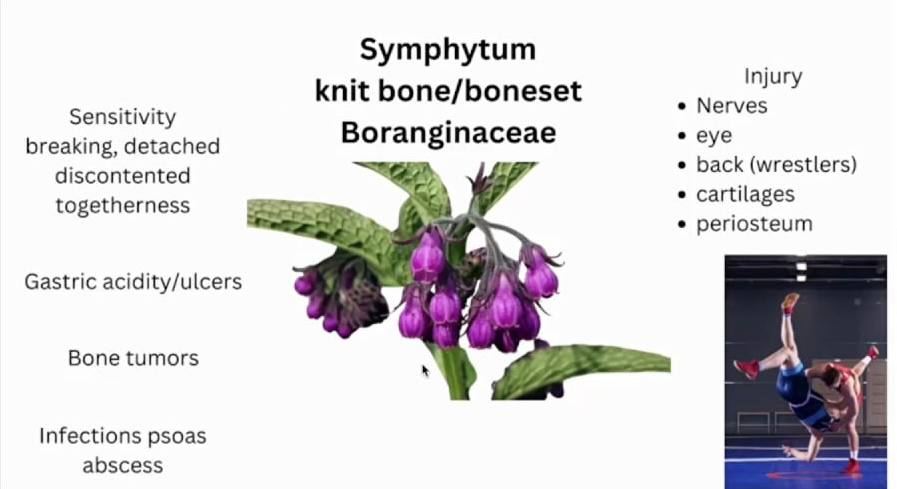 Symphytum
knit bone/boneset
Boranginaceae
Sensitivity
breaking, detached
discontented
togetherness
Gastric acidity/ulcers
Bone tumors
Infections psoas
abscess
Injury
• Nerves
• eye
• back (wrestlers)
• cartilages
• periosteum